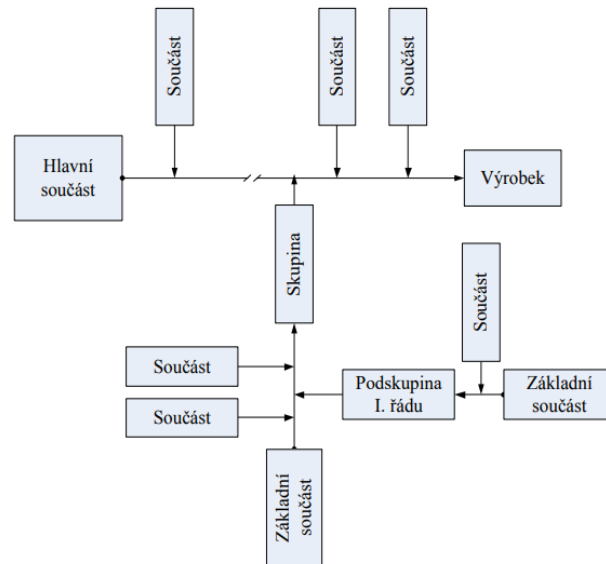 Součást
Součást
Součást
Hlavní
součást
Výrobek
Skupina
Součást
Součást
Podskupina
I. řádu
Základní
součást
Součást
Základní
součást